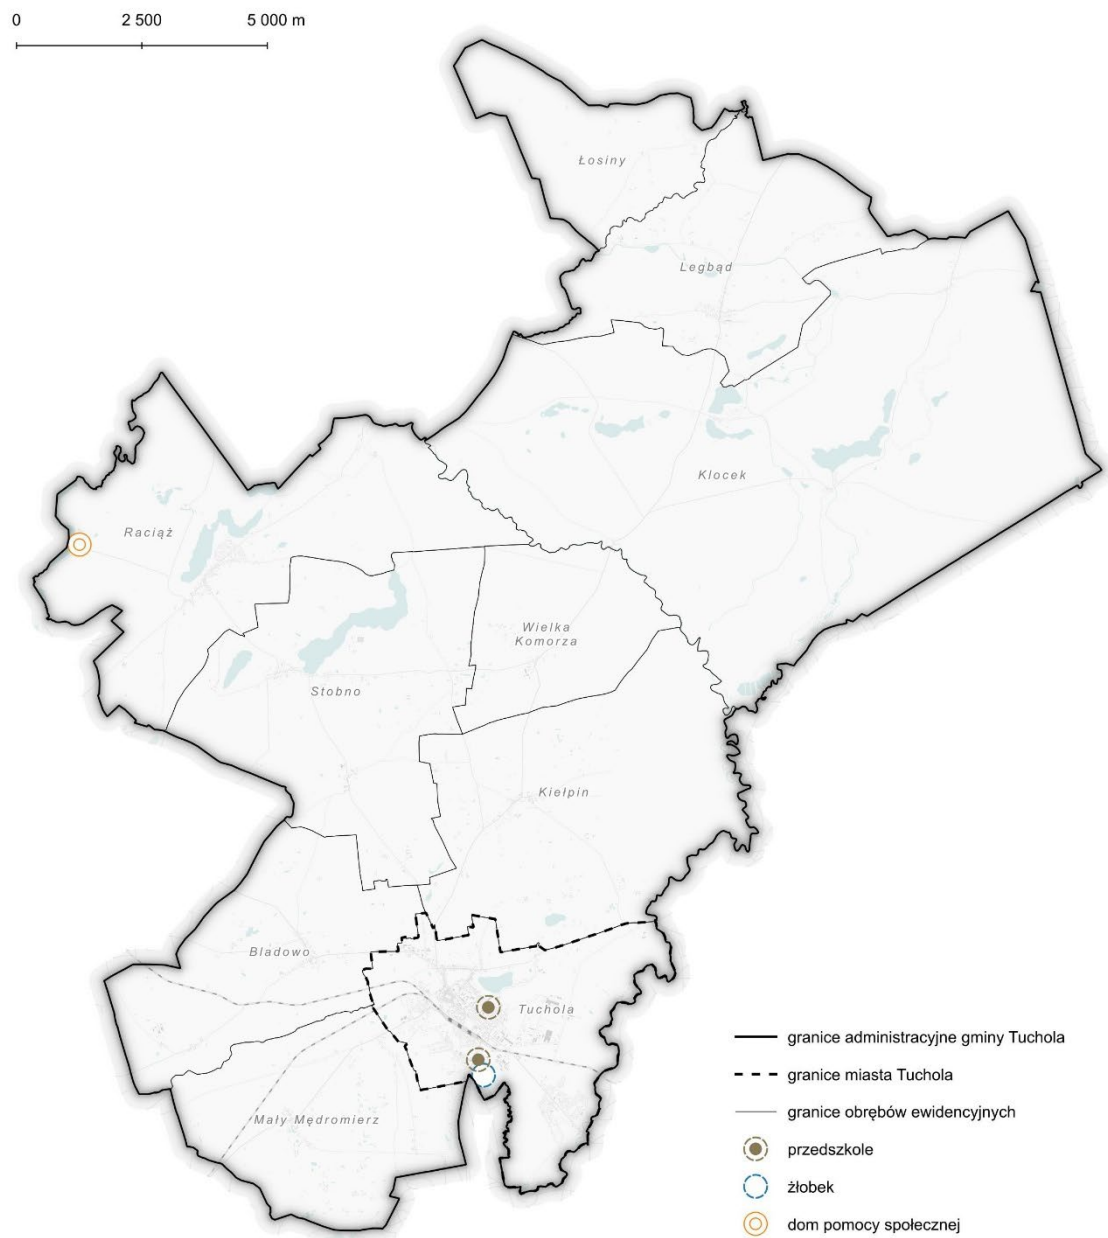 0 2 500 5 000 m
Łosiny
Legbąd
Klocek
Raciąż
Wielka
Komorza
Stobno
Kiełpin
Bladowo
Tuchola
Mały Mędromierz
granice administracyjne gminy Tuchola
granice miasta Tuchola
granice obrębów ewidencyjnych
przedszkole
żłobek
dom pomocy społecznej